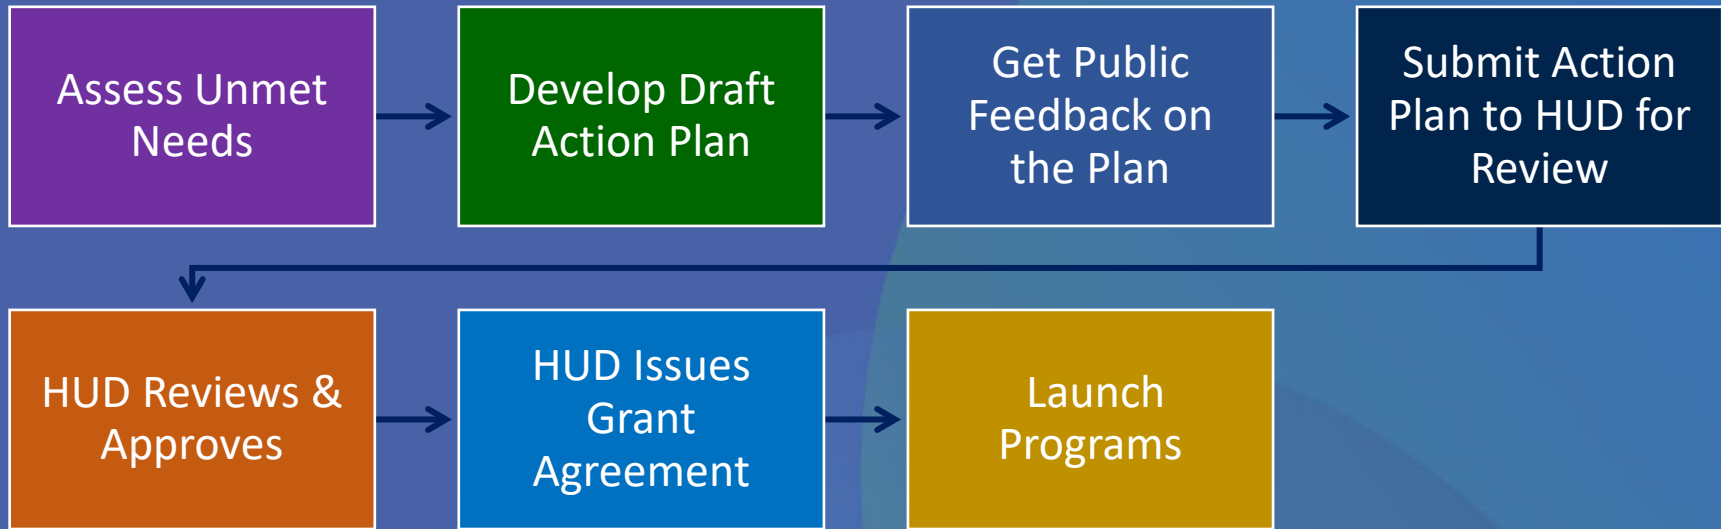 Assess Unmet
Needs
Develop Draft
Action Plan
Get Public
Feedback on
the Plan
Submit Action
Plan to HUD for
Review
HUD Reviews &
Approves
HUD Issues
Grant
Agreement
Launch
Programs